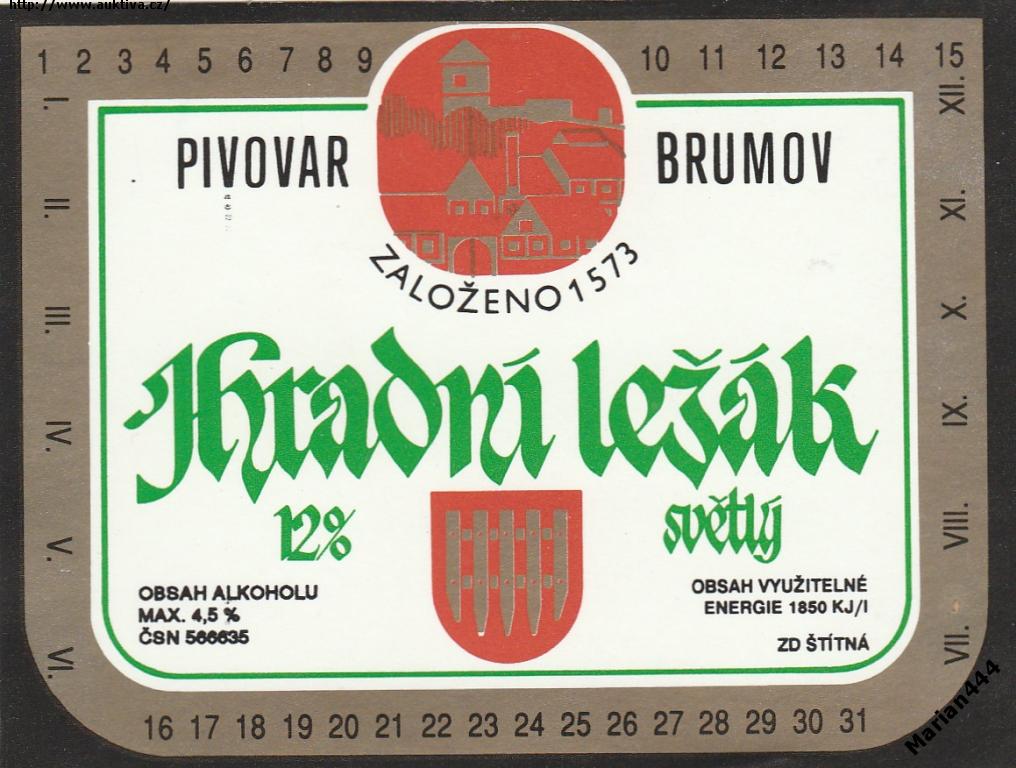 http://www.auktiva.cz/
1 2 3 4 5 6 7 8 9 10 11 12 13 14 15
I.
II.
III.
IV.
V.
VI.
PIVOVAR BRUMOV
ZALOŽENO 1573
Hradní ležák
12% světlý
OBSAH ALKOHOLU
MAX. 4,5 %
ČSN 566635
OBSAH VYUŽITELNÉ
ENERGIE 1850 KJ/l
ZD ŠTÍTNÁ
XII.
XI.
X.
IX.
VIII.
VII.
16 17 18 19 20 21 22 23 24 25 26 27 28 29 30 31
Marian444